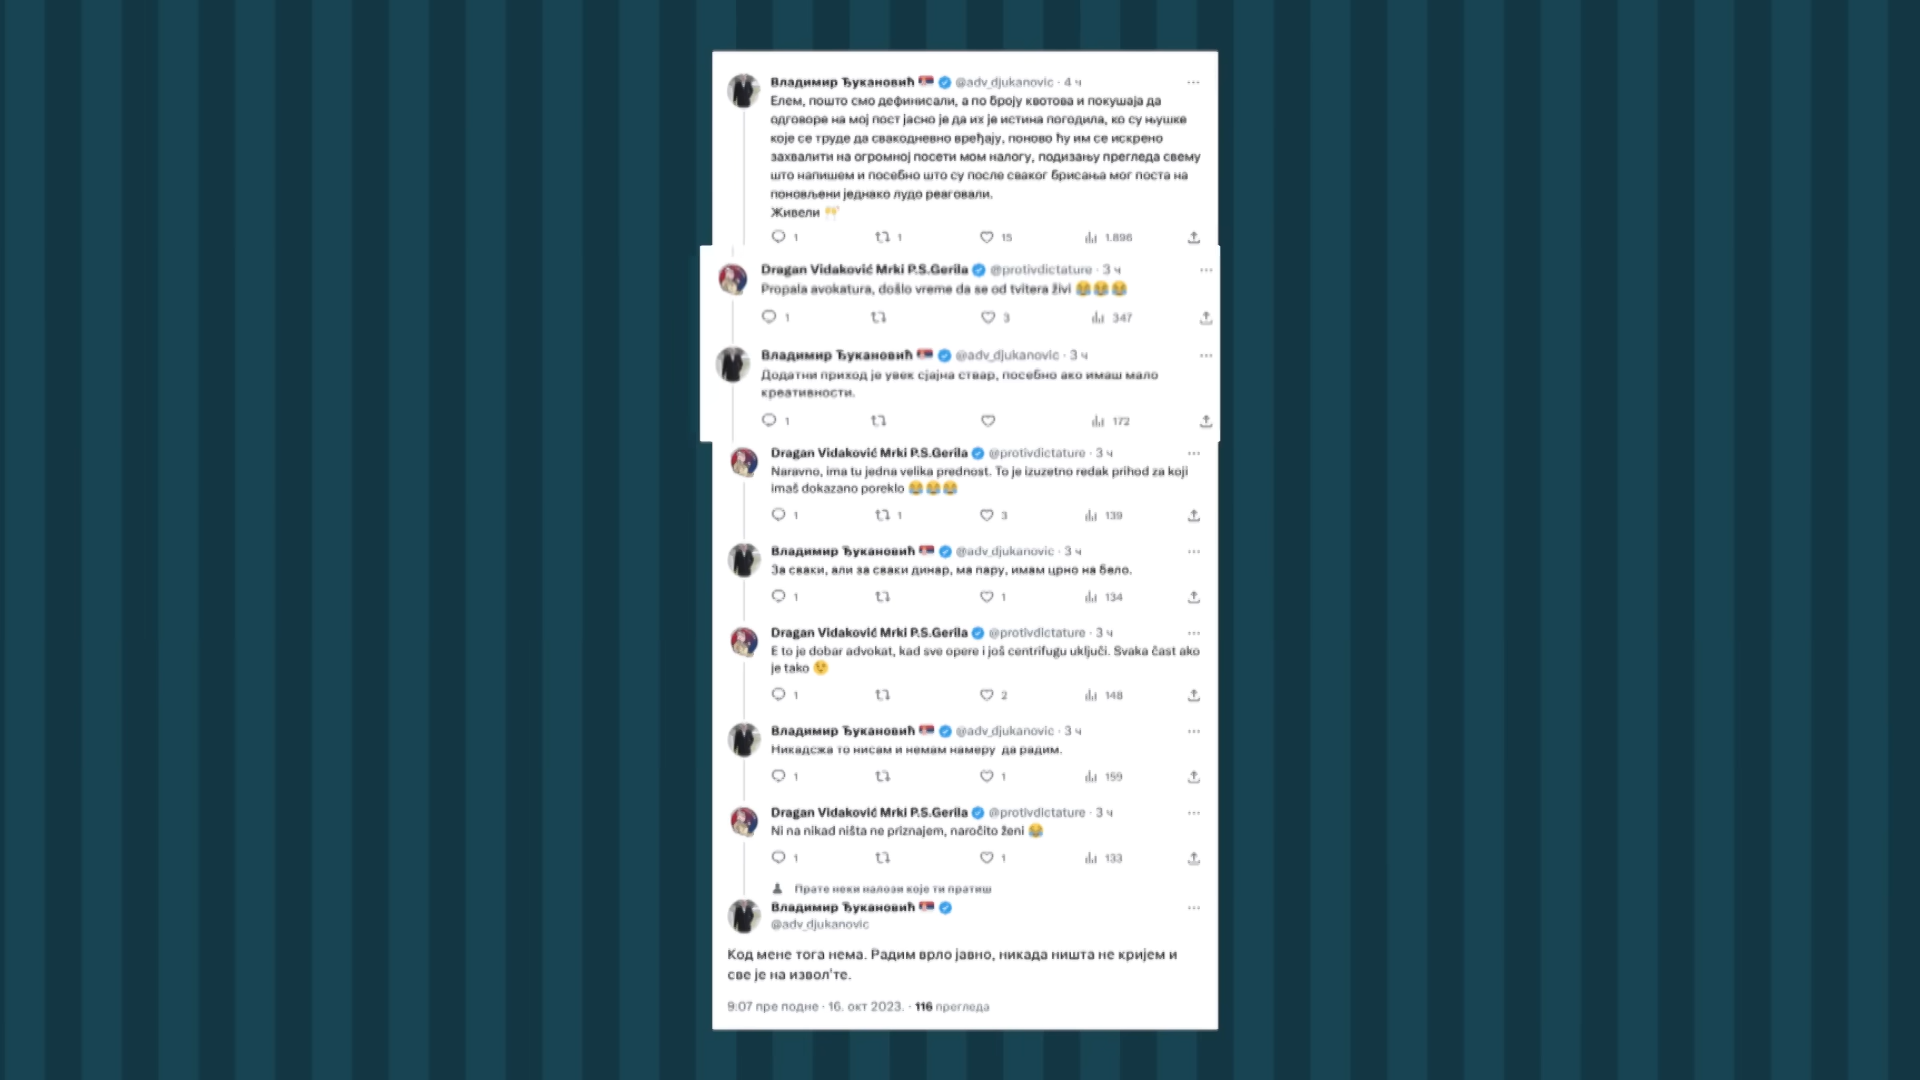 Владимир Ђукановић 🇷🇸 @adv_djukanovic · 4 ч
Елем, пошто смо дефинисали, а по броју квотова и покушаја да
одговоре на мој пост јасно је да их је истина погодила, ко су њушке
које се труде да свакодневно вређају, поново ћу им се искрено
захвалити на огромној посети мом налогу, подизању прегледа свему
што напишем и посебно што су после сваког брисања мог поста на
поновљени једнако лудо реаговали.
Живели 🥂
1 1 15 1.896
Dragan Vidaković Mrki P.S.Gerila @protivdictature · 3 ч
Propala avokatura, došlo vreme da se od tvitera živi 😂😂😂
1 3 347
Владимир Ђукановић 🇷🇸 @adv_djukanovic · 3 ч
Додатни приход је увек сјајна ствар, посебно ако имаш мало
креативности.
1 172
Dragan Vidaković Mrki P.S.Gerila @protivdictature · 3 ч
Naravno, ima tu jedna velika prednost. To je izuzetno redak prihod za koji
imaš dokazano poreklo 😂😂😂
1 1 3 139
Владимир Ђукановић 🇷🇸 @adv_djukanovic · 3 ч
За сваки, али за сваки динар, ма пару, имам црно на бело.
1 1 134
Dragan Vidaković Mrki P.S.Gerila @protivdictature · 3 ч
E to je dobar advokat, kad sve opere i još centrifugu uključi. Svaka čast ako
je tako 😉
1 2 148
Владимир Ђукановић 🇷🇸 @adv_djukanovic · 3 ч
Никадсжа то нисам и немам намеру да радим.
1 1 159
Dragan Vidaković Mrki P.S.Gerila @protivdictature · 3 ч
Ni na nikad ništa ne priznajem, naročito ženi 😂
1 1 133
Прате неки налози које ти пратиш
Владимир Ђукановић 🇷🇸
@adv_djukanovic
Код мене тога нема. Радим врло јавно, никада ништа не кријем и
све је на извол'те.
9:07 пре подне · 16. окт 2023. · 116 прегледа